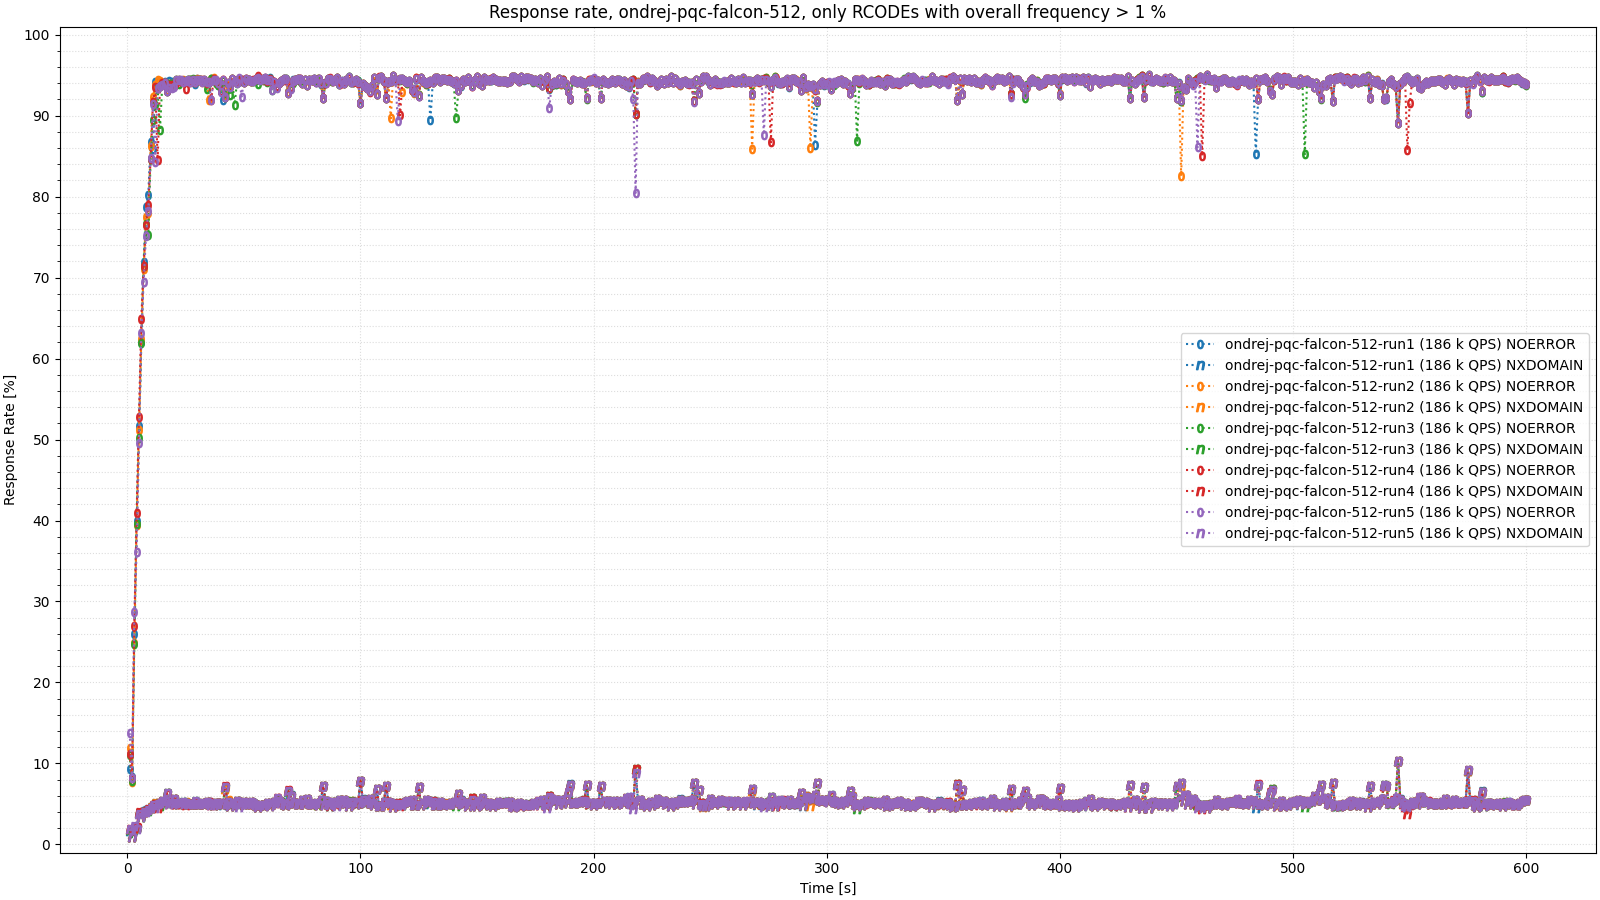 Response rate, ondrej-pqc-falcon-512, only RCODEs with overall frequency > 1 %
100
90
80
70
60
50
40
30
20
10
0
Response Rate [%]
ondrej-pqc-falcon-512-run1 (186 k QPS) NOERROR
ondrej-pqc-falcon-512-run1 (186 k QPS) NXDOMAIN
ondrej-pqc-falcon-512-run2 (186 k QPS) NOERROR
ondrej-pqc-falcon-512-run2 (186 k QPS) NXDOMAIN
ondrej-pqc-falcon-512-run3 (186 k QPS) NOERROR
ondrej-pqc-falcon-512-run3 (186 k QPS) NXDOMAIN
ondrej-pqc-falcon-512-run4 (186 k QPS) NOERROR
ondrej-pqc-falcon-512-run4 (186 k QPS) NXDOMAIN
ondrej-pqc-falcon-512-run5 (186 k QPS) NOERROR
ondrej-pqc-falcon-512-run5 (186 k QPS) NXDOMAIN
0 100 200 300 400 500 600
Time [s]